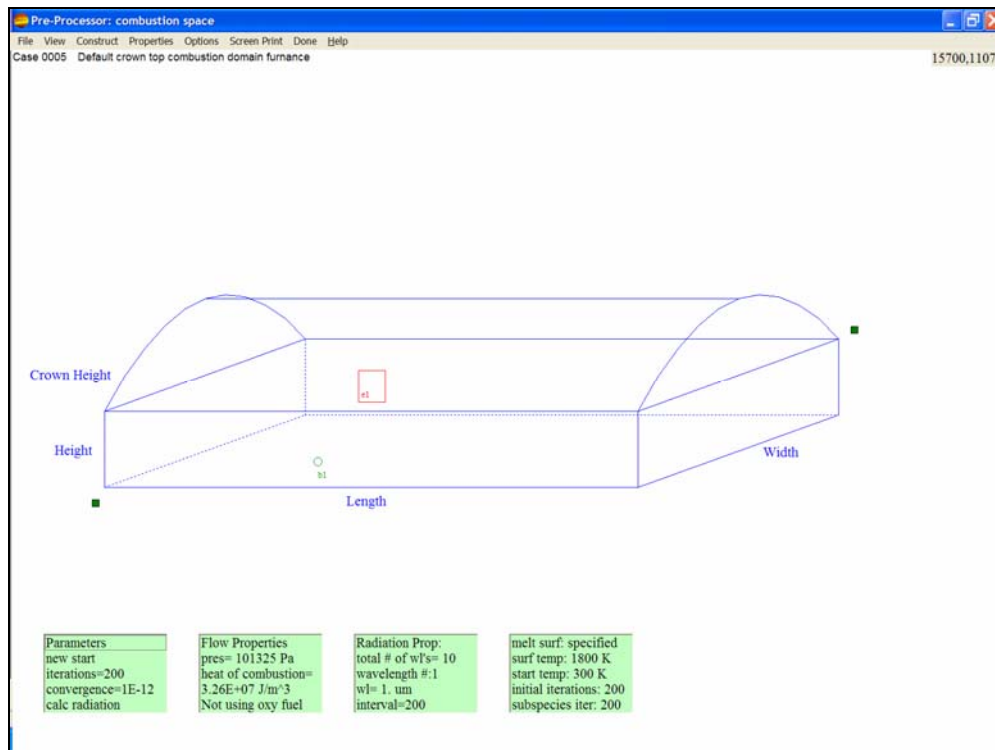 Pre-Processor: combustion space
File View Construct Properties Options Screen Print Done Help
Case 0005 Default crown top combustion domain furnance
15700,1107
Crown Height
e1
Height
Width
b1
Length
Parameters
new start
iterations=200
convergence=1E-12
calc radiation
Flow Properties
pres= 101325 Pa
heat of combustion=
3.26E+07 J/m^3
Not using oxy fuel
Radiation Prop:
total # of wl's= 10
wavelength #:1
wl= 1. um
interval=200
melt surf: specified
surf temp: 1800 K
start temp: 300 K
initial iterations: 200
subspecies iter: 200